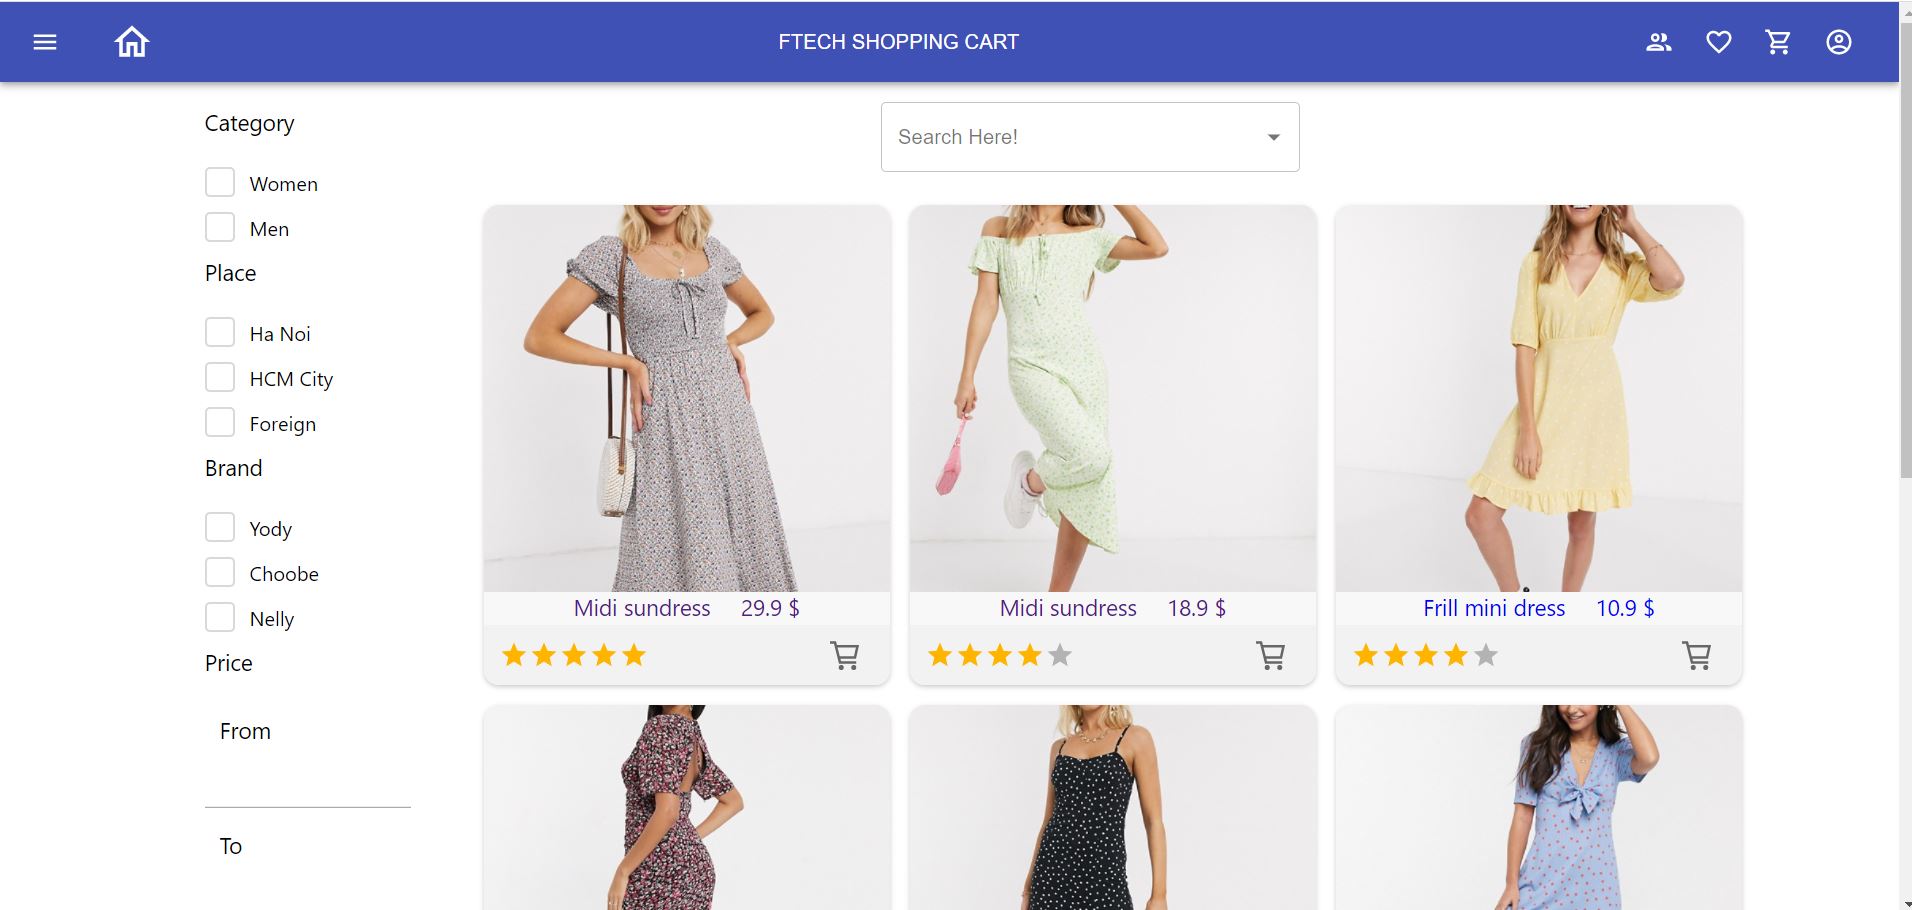 FTECH SHOPPING CART
Category
Women
Men
Place
Ha Noi
HCM City
Foreign
Brand
Yody
Choobe
Nelly
Price
From
To
Search Here!
Midi sundress 29.9 $
Midi sundress 18.9 $
Frill mini dress 10.9 $